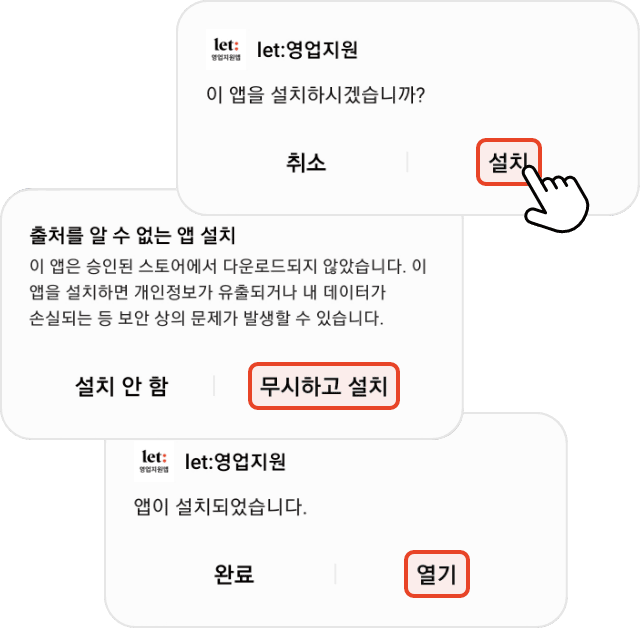 let:
영업지원앱
let:영업지원
이 앱을 설치하시겠습니까?
취소
설치
출처를 알 수 없는 앱 설치
이 앱은 승인된 스토어에서 다운로드되지 않았습니다. 이
앱을 설치하면 개인정보가 유출되거나 내 데이터가
손실되는 등 보안 상의 문제가 발생할 수 있습니다.
설치 안 함
무시하고 설치
let:
영업지원앱
let:영업지원
앱이 설치되었습니다.
완료
열기